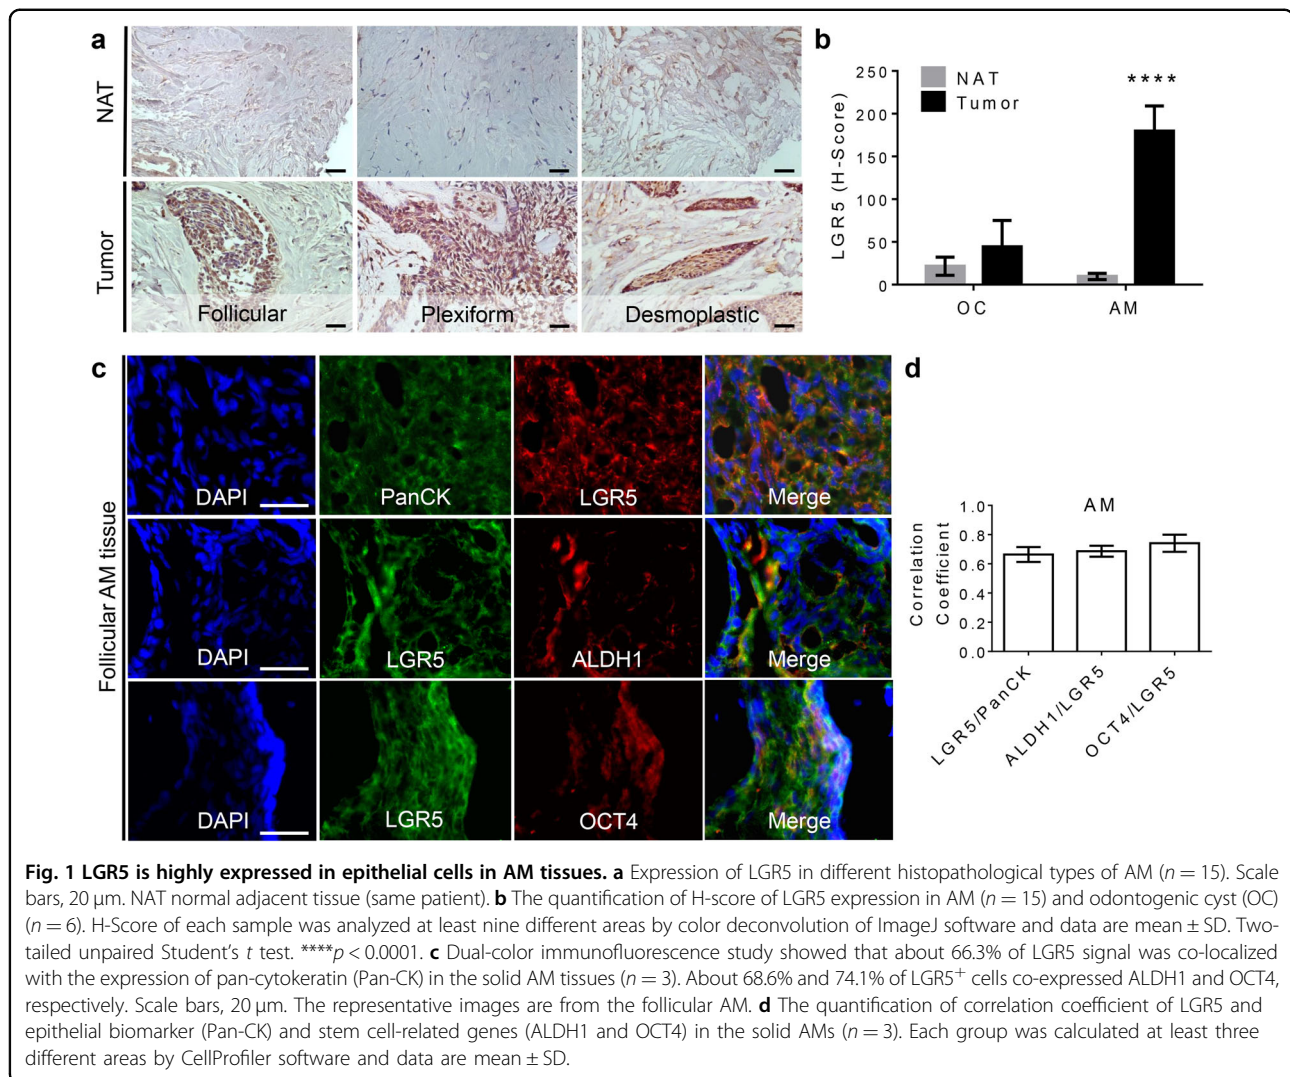 a
NAT
Tumor
Follicular
Plexiform
Desmoplastic
b
LGR5 (H-Score)
250
200
150
100
50
0
NAT
Tumor
****
OC
AM
c
Follicular AM tissue
DAPI
PanCK
LGR5
Merge
DAPI
LGR5
ALDH1
Merge
DAPI
LGR5
OCT4
Merge
d
AM
Correlation
Coefficient
1.0
0.8
0.6
0.4
0.2
0.0
LGR5/PanCK
ALDH1/LGR5
OCT4/LGR5
Fig. 1 LGR5 is highly expressed in epithelial cells in AM tissues. a Expression of LGR5 in different histopathological types of AM (n = 15). Scale
bars, 20 μm. NAT normal adjacent tissue (same patient). b The quantification of H-score of LGR5 expression in AM (n = 15) and odontogenic cyst (OC)
(n = 6). H-Score of each sample was analyzed at least nine different areas by color deconvolution of ImageJ software and data are mean ± SD. Two-
tailed unpaired Student's t test. ****p < 0.0001. c Dual-color immunofluorescence study showed that about 66.3% of LGR5 signal was co-localized
with the expression of pan-cytokeratin (Pan-CK) in the solid AM tissues (n = 3). About 68.6% and 74.1% of LGR5⁺ cells co-expressed ALDH1 and OCT4,
respectively. Scale bars, 20 μm. The representative images are from the follicular AM. d The quantification of correlation coefficient of LGR5 and
epithelial biomarker (Pan-CK) and stem cell-related genes (ALDH1 and OCT4) in the solid AMs (n = 3). Each group was calculated at least three
different areas by CellProfiler software and data are mean ± SD.